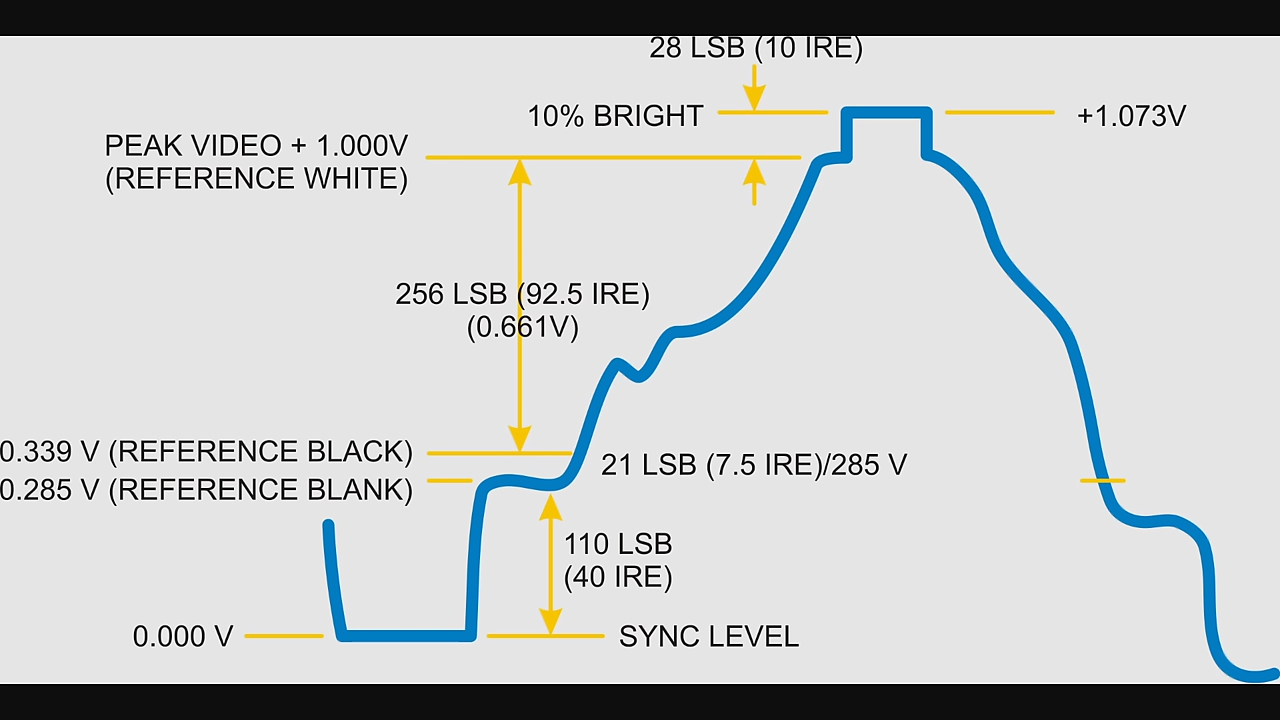 28 LSB (10 IRE)
10% BRIGHT
+1.073V
PEAK VIDEO + 1.000V
(REFERENCE WHITE)
256 LSB (92.5 IRE)
(0.661V)
0.339 V (REFERENCE BLACK)
21 LSB (7.5 IRE)/285 V
0.285 V (REFERENCE BLANK)
110 LSB
(40 IRE)
0.000 V
SYNC LEVEL